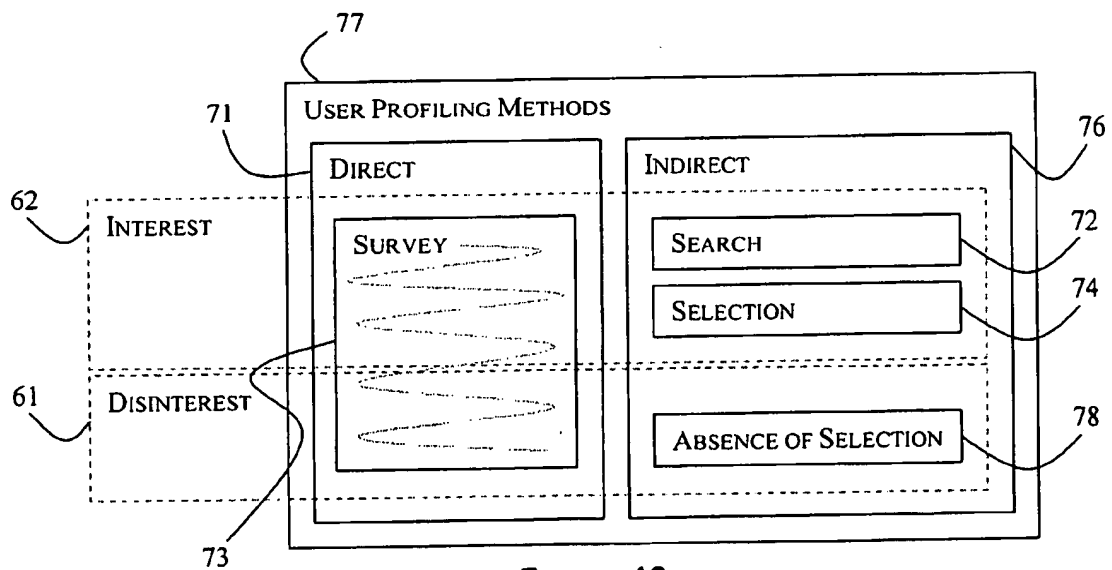 77
USER PROFILING METHODS
71
76
DIRECT
INDIRECT
62
INTEREST
SURVEY
SEARCH
72
SELECTION
74
61
DISINTEREST
ABSENCE OF SELECTION
78
73